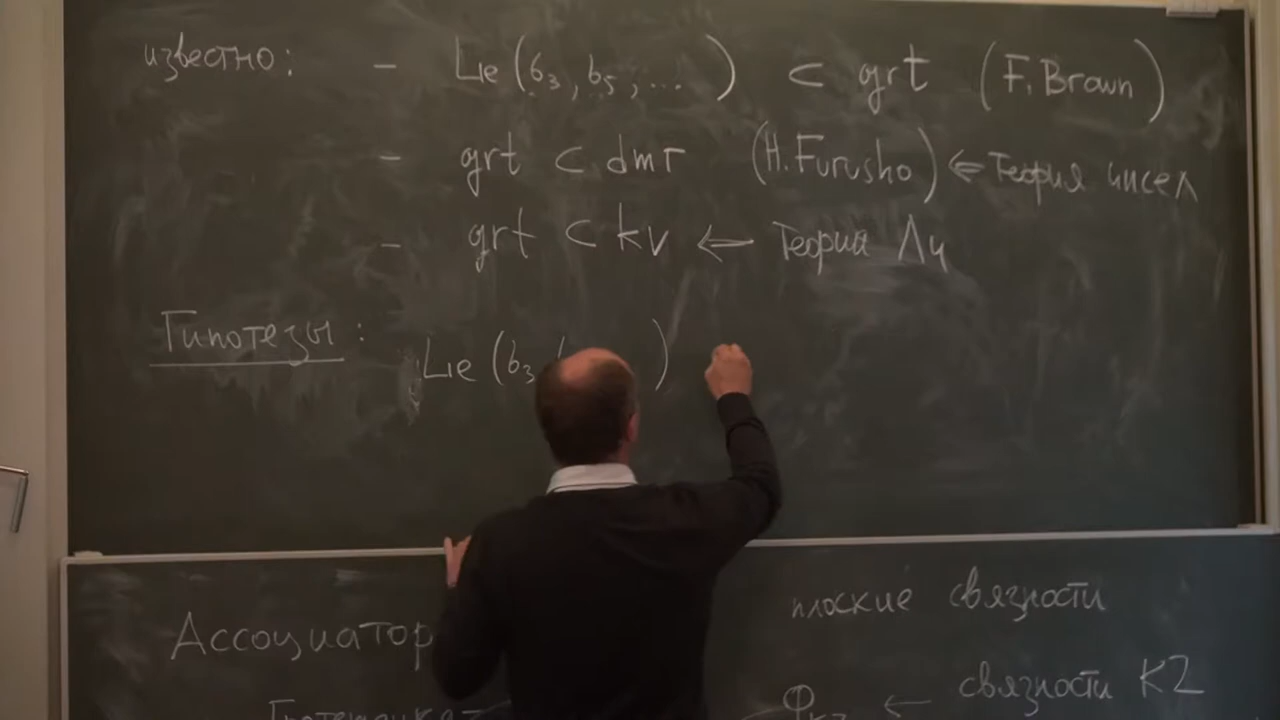 известно: - Lie (б₃, б₅, ...) ⊂ grt (F. Brown)
- grt ⊂ dmr (H. Furusho) ⇐ Теория чисел
- grt ⊂ kv ⇐ Теория Ли
Гипотезы: Lie (б₃ )
Ассоциатор
плоские связности
← связности KZ